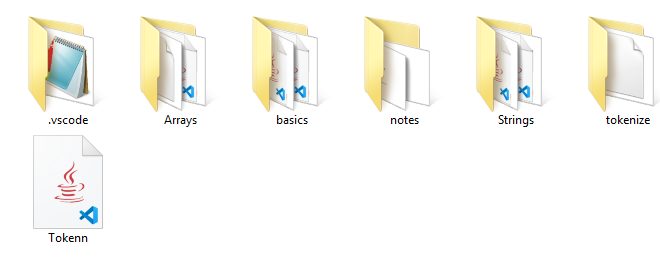 .vscode
Arrays
basics
notes
Strings
tokenize
Tokenn